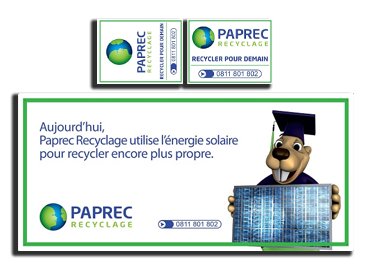 PAPREC
RECYCLAGE
RECYCLER POUR DEMAIN
0811 801 802
PAPREC
RECYCLAGE
RECYCLER POUR DEMAIN
0811 801 802
Aujourd'hui,
Paprec Recyclage utilise l'énergie solaire
pour recycler encore plus propre.
PAPREC
RECYCLAGE
0811 801 802